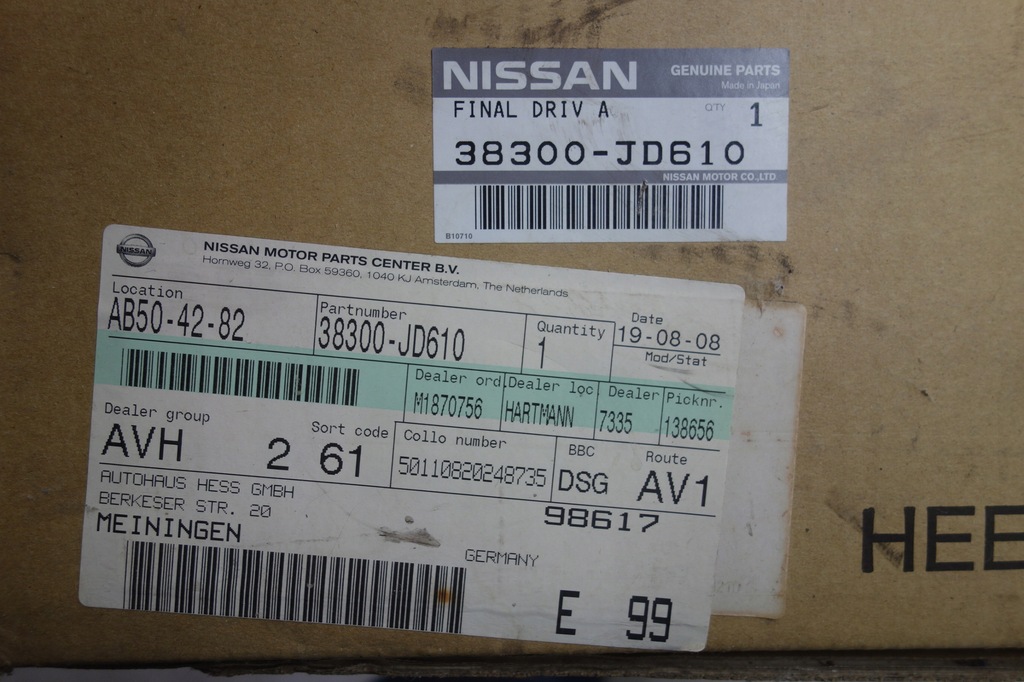 NISSAN GENUINE PARTS
Made in Japan
FINAL DRIV A QTY 1
38300-JD610
NISSAN MOTOR CO.,LTD
B10710
NISSAN
NISSAN MOTOR PARTS CENTER B.V.
Hornweg 32, P.O. Box 59360, 1040 KJ Amsterdam, The Netherlands
Location Partnumber Quantity Date
AB50-42-82 38300-JD610 1 19-08-08
Mod/Stat
Dealer ord. Dealer loc Dealer Picknr.
M1870756 HARTMANN 7335 138656
Dealer group Sort code Collo number BBC Route
AVH 2 61 50110820248735 DSG AV1
AUTOHAUS HESS GMBH
BERKESER STR. 20 98617
MEININGEN
GERMANY
E 99
HEE